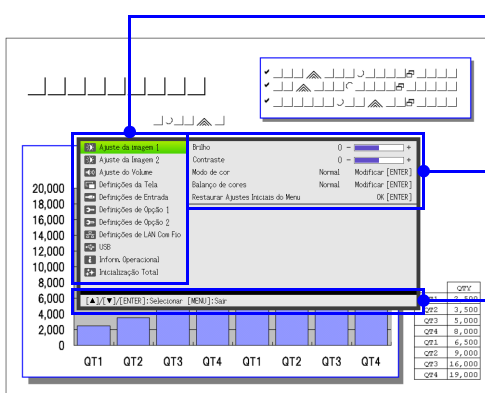 Ajuste da imagem 1
Ajuste da Imagem 2
Ajuste do Volume
Definições da Tela
Definições de Entrada
Definições de Opção 1
Definições de Opção 2
Definições de LAN Com Fio
USB
Inform. Operacional
Inicialização Total
Brilho 0 - +
Contraste 0 - +
Modo de cor Normal Modificar [ENTER]
Balanço de cores Normal Modificar [ENTER]
Restaurar Ajustes Iniciais do Menu OK [ENTER]
[▲]/[▼]/[ENTER]:Selecionar [MENU]:Sair
20,000
18,000
16,000
14,000
12,000
10,000
8,000
6,000
4,000
2,000
0
QT1 QT2 QT3 QT4 QT1 QT2 QT3 QT4
QTY
QT2 3,500
QT3 5,000
QT4 8,000
QT1 6,500
QT2 9,000
QT3 16,000
QT4 19,000